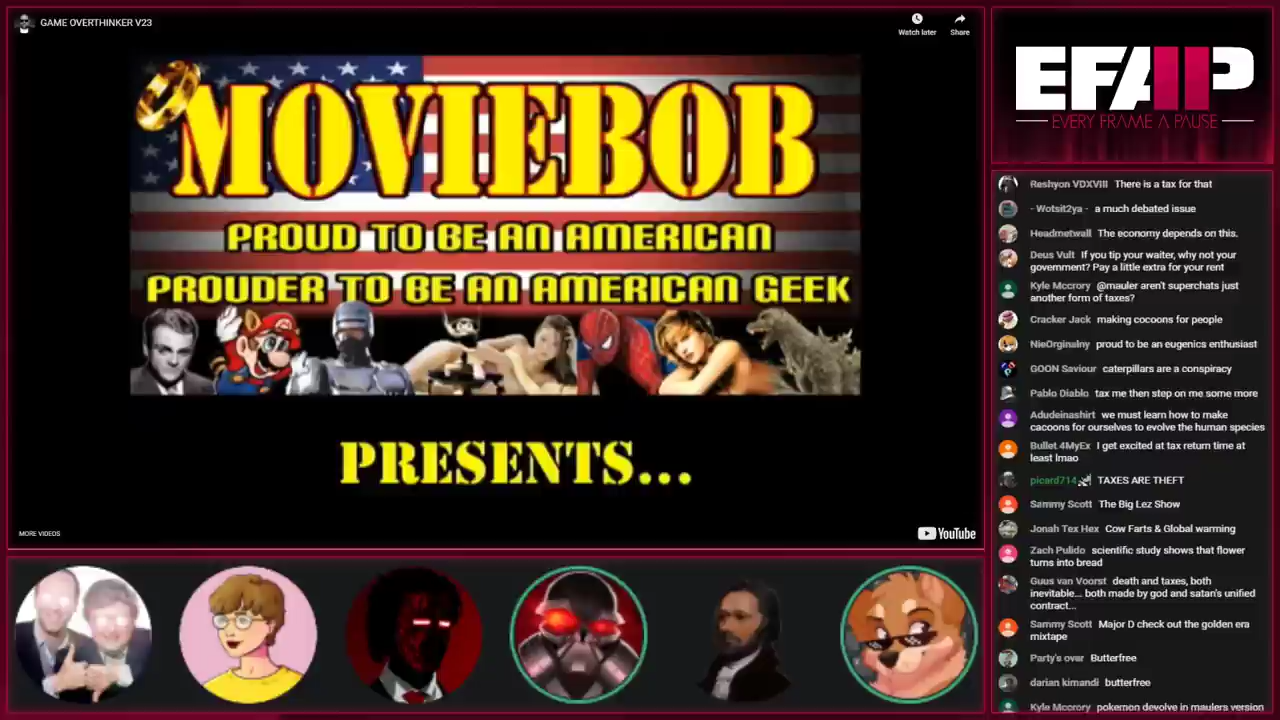 GAME OVERTHINKER V23
Watch later
Share
MOVIEBOB
PROUD TO BE AN AMERICAN
PROUDER TO BE AN AMERICAN GEEK
PRESENTS...
MORE VIDEOS
YouTube
EFAP
EVERY FRAME A PAUSE
Reshyon VDXVIII There is a tax for that
- Wotsit2ya - a much debated issue
Headmetwall The economy depends on this.
Deus Vult If you tip your waiter, why not your
government? Pay a little extra for your rent
Kyle Mccrory @mauler aren't superchats just
another form of taxes?
Cracker Jack making cocoons for people
NieOrginalny proud to be an eugenics enthusiast
GOON Saviour caterpillars are a conspiracy
Pablo Diablo tax me then step on me some more
Adudeinashirt we must learn how to make
cacoons for ourselves to evolve the human species
Bullet 4MyEx I get excited at tax return time at
least lmao
picard714 TAXES ARE THEFT
Sammy Scott The Big Lez Show
Jonah Tex Hex Cow Farts & Global warming
Zach Pulido scientific study shows that flower
turns into bread
Guus van Voorst death and taxes, both
inevitable... both made by god and satan's unified
contract...
Sammy Scott Major D check out the golden era
mixtape
Party's over Butterfree
darian kimandi butterfree
Kyle Mccrory pokemon devolve in maulers version